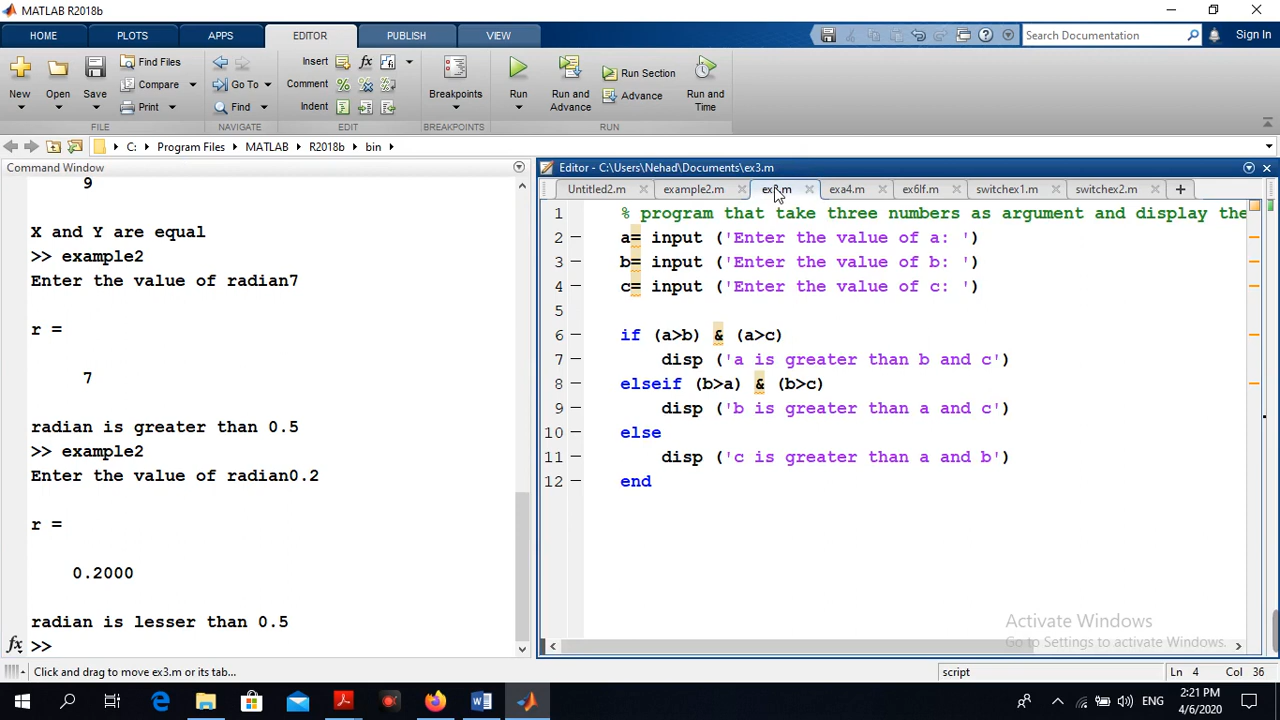 MATLAB R2018b
HOME PLOTS APPS EDITOR PUBLISH VIEW
Search Documentation Sign In
New Open Save
Find Files
Compare
Print
FILE
Go To
Find
NAVIGATE
Insert fx
Comment
Indent
EDIT
Breakpoints
BREAKPOINTS
Run
Run and Advance
Run Section
Advance
Run and Time
RUN
C: Program Files MATLAB R2018b bin
Command Window
9
X and Y are equal
>> example2
Enter the value of radian7
r =
7
radian is greater than 0.5
>> example2
Enter the value of radian0.2
r =
0.2000
radian is lesser than 0.5
fx >>
Editor - C:\Users\Nehad\Documents\ex3.m
Untitled2.m example2.m ex3.m exa4.m ex6lf.m switchex1.m switchex2.m
1 % program that take three numbers as argument and display the
2 a= input ('Enter the value of a: ')
3 b= input ('Enter the value of b: ')
4 c= input ('Enter the value of c: ')
5
6 if (a>b) & (a>c)
7 disp ('a is greater than b and c')
8 elseif (b>a) & (b>c)
9 disp ('b is greater than a and c')
10 else
11 disp ('c is greater than a and b')
12 end
Activate Windows
Go to Settings to activate Windows.
Click and drag to move ex3.m or its tab...
script Ln 4 Col 36
ENG
2:21 PM
4/6/2020